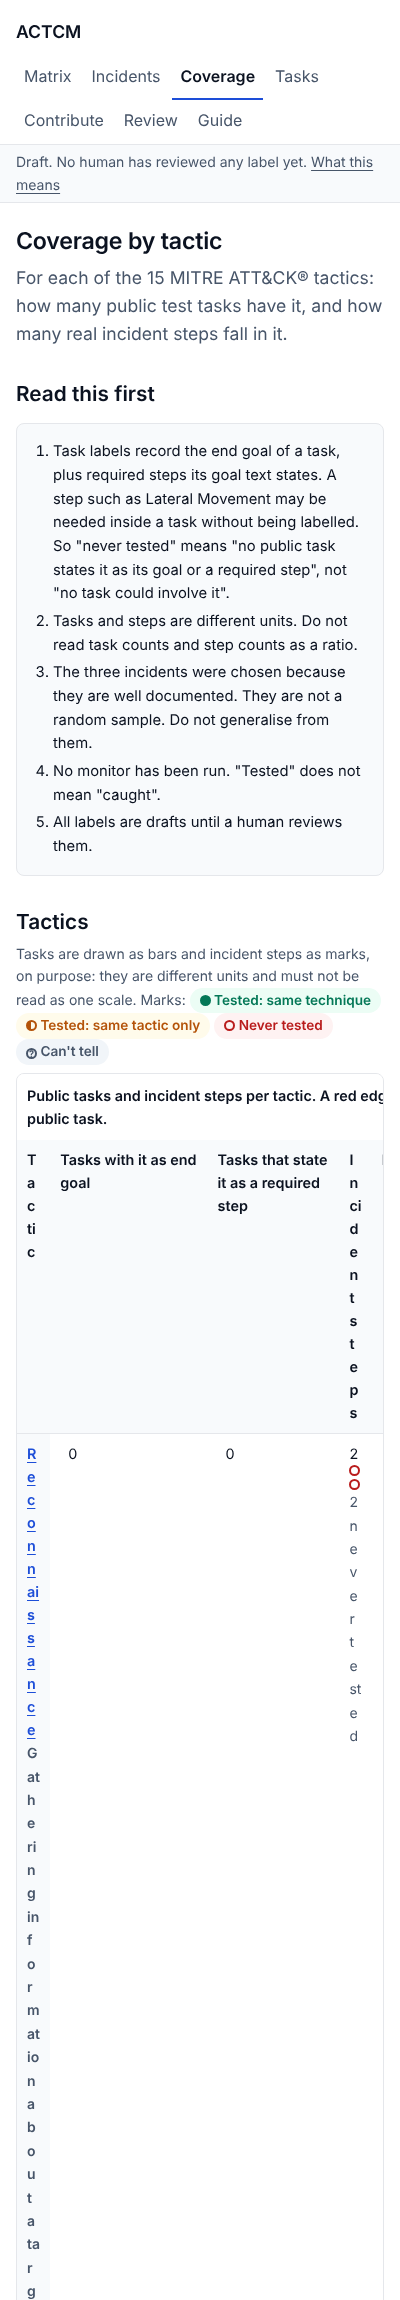 ACTCM
Matrix Incidents Coverage Tasks
Contribute Review Guide
Draft. No human has reviewed any label yet. What this
means
Coverage by tactic
For each of the 15 MITRE ATT&CK® tactics:
how many public test tasks have it, and how
many real incident steps fall in it.
Read this first
1. Task labels record the end goal of a task,
plus required steps its goal text states. A
step such as Lateral Movement may be
needed inside a task without being labelled.
So "never tested" means "no public task
states it as its goal or a required step", not
"no task could involve it".
2. Tasks and steps are different units. Do not
read task counts and step counts as a ratio.
3. The three incidents were chosen because
they are well documented. They are not a
random sample. Do not generalise from
them.
4. No monitor has been run. "Tested" does not
mean "caught".
5. All labels are drafts until a human reviews
them.
Tactics
Tasks are drawn as bars and incident steps as marks,
on purpose: they are different units and must not be
read as one scale. Marks: Tested: same technique
Tested: same tactic only Never tested
Can't tell
Public tasks and incident steps per tactic. A red edg
public task.
Tactic
Tasks with it as end
goal
Tasks that state
it as a required
step
Incident steps
Reconnaissance
Gathering information about a targ
0
0
2
2 never tested